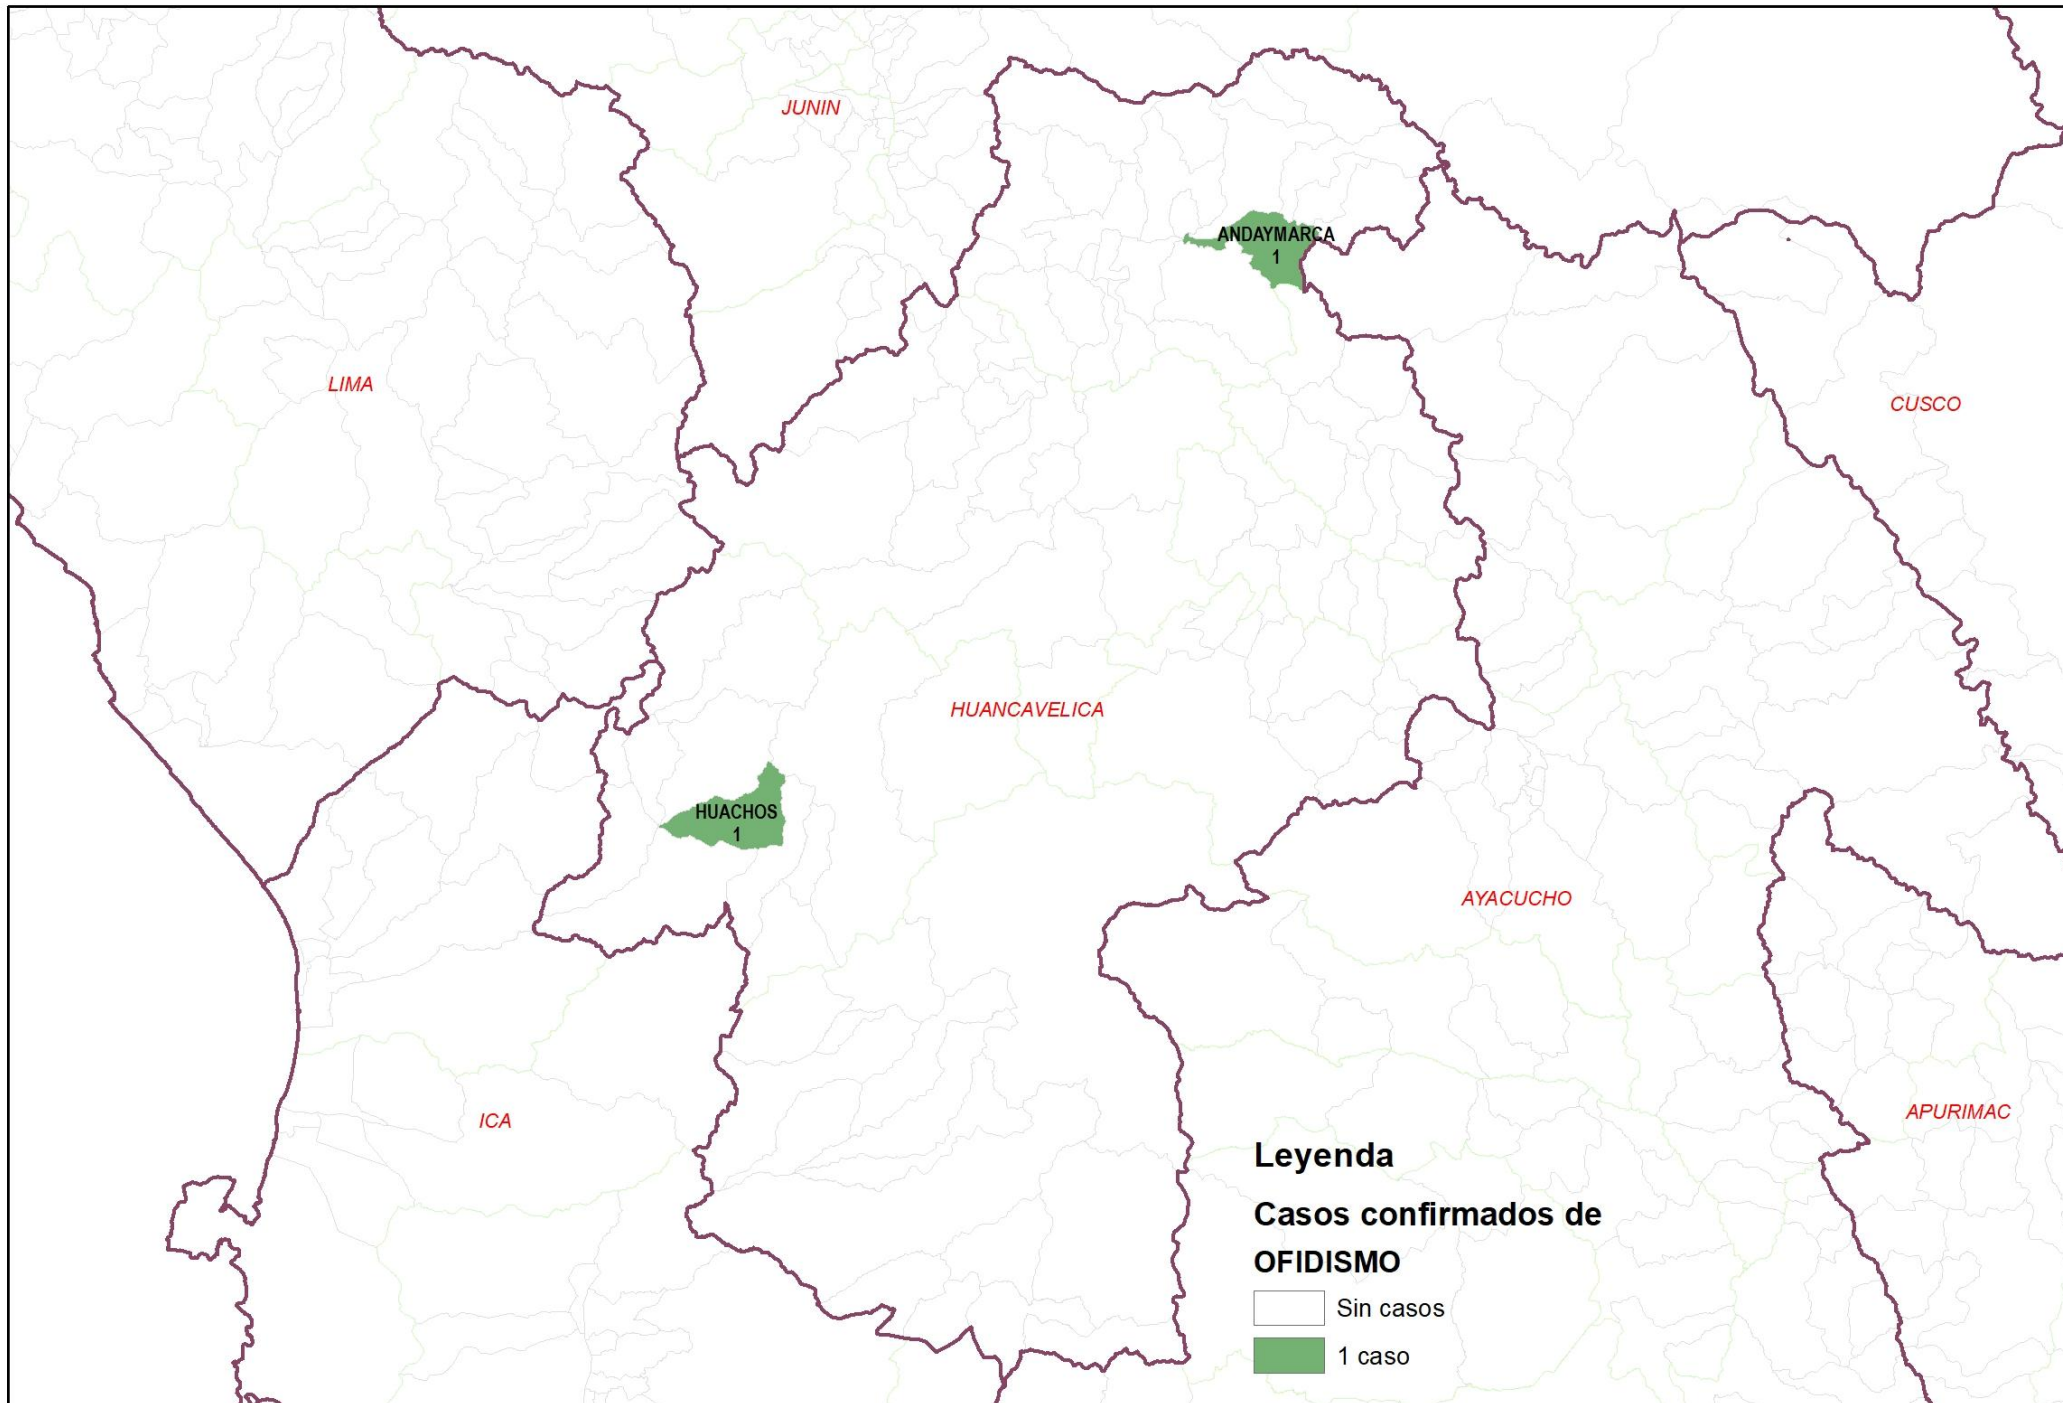 JUNIN
ANDAYMARCA
1
LIMA
CUSCO
HUANCAVELICA
HUACHOS
1
AYACUCHO
ICA
APURIMAC
Leyenda
Casos confirmados de
OFIDISMO
Sin casos
1 caso